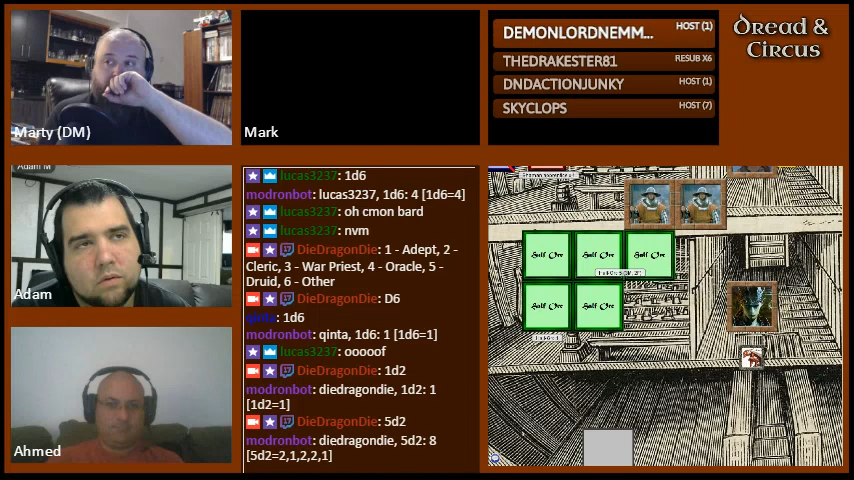 Marty (DM)
Mark
DEMONLORDNEMM...
HOST (1)
THEDRAKESTER81
RESUB X6
DNDACTIONJUNKY
HOST (1)
SKYCLOPS
HOST (7)
Dread &
Circus
Adam M
Adam
Ahmed
lucas3237: 1d6
modronbot: lucas3237, 1d6: 4 [1d6=4]
lucas3237: oh cmon bard
lucas3237: nvm
DieDragonDie: 1 - Adept, 2 -
Cleric, 3 - War Priest, 4 - Oracle, 5 -
Druid, 6 - Other
DieDragonDie: D6
qinta: 1d6
modronbot: qinta, 1d6: 1 [1d6=1]
lucas3237: ooooof
DieDragonDie: 1d2
modronbot: diedragondie, 1d2: 1
[1d2=1]
DieDragonDie: 5d2
modronbot: diedragondie, 5d2: 8
[5d2=2,1,2,2,1]
Half Orc
Half Orc
Half Orc
Half Orc
Half Orc